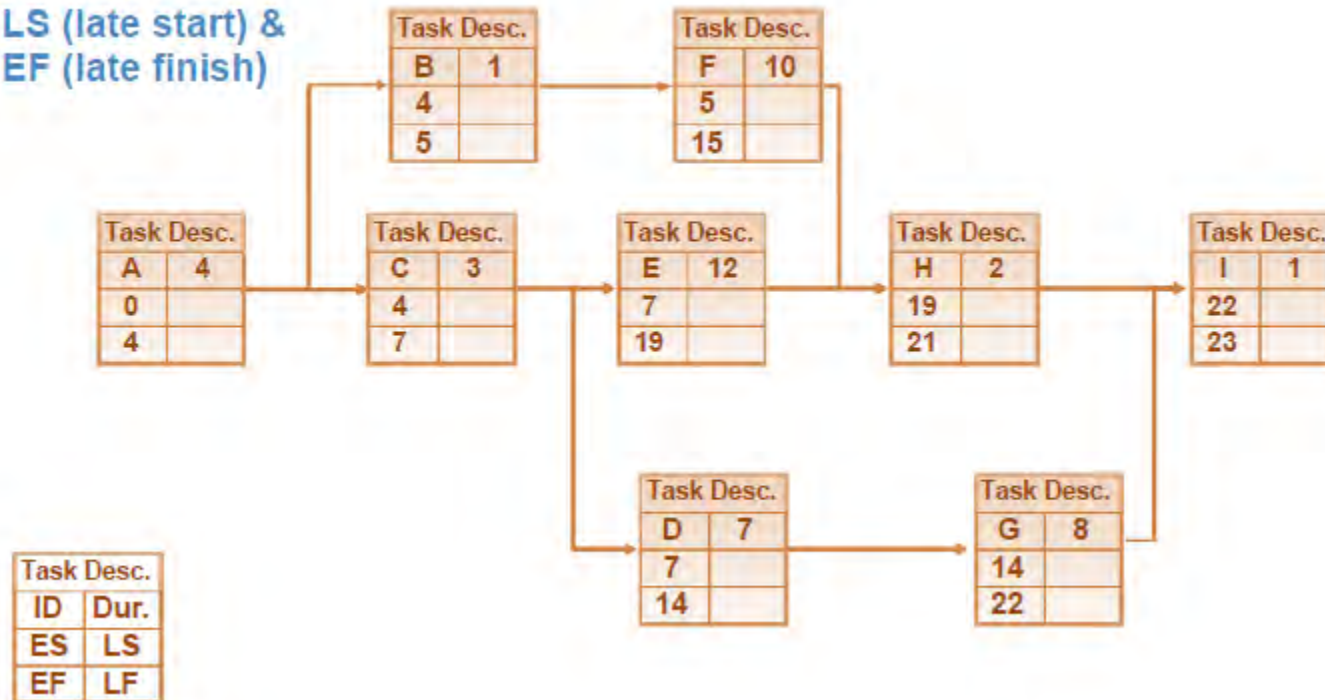 LS (late start) &
EF (late finish)
Task Desc.
B 1
4
5
Task Desc.
F 10
5
15
Task Desc.
A 4
0
4
Task Desc.
C 3
4
7
Task Desc.
E 12
7
19
Task Desc.
H 2
19
21
Task Desc.
I 1
22
23
Task Desc.
D 7
7
14
Task Desc.
G 8
14
22
Task Desc.
ID Dur.
ES LS
EF LF